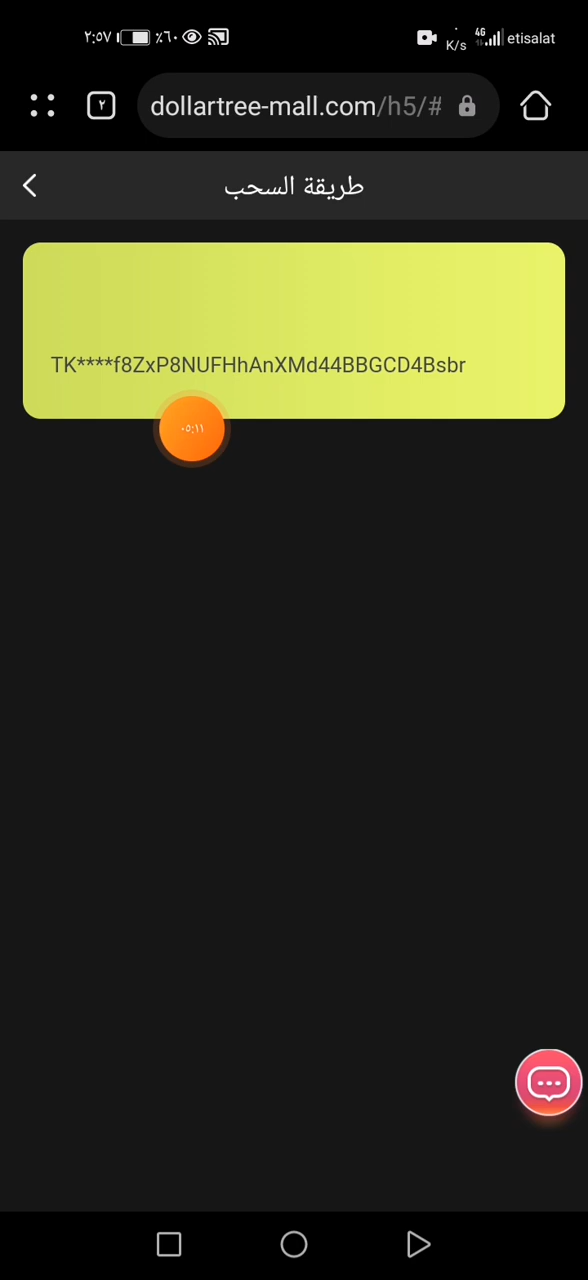 ٢:٥٧ ٪٦٠ K/s 4G etisalat
٢ dollartree-mall.com/h5/#
طريقة السحب
TK****f8ZxP8NUFHhAnXMd44BBGCD4Bsbr
٠٥:١١